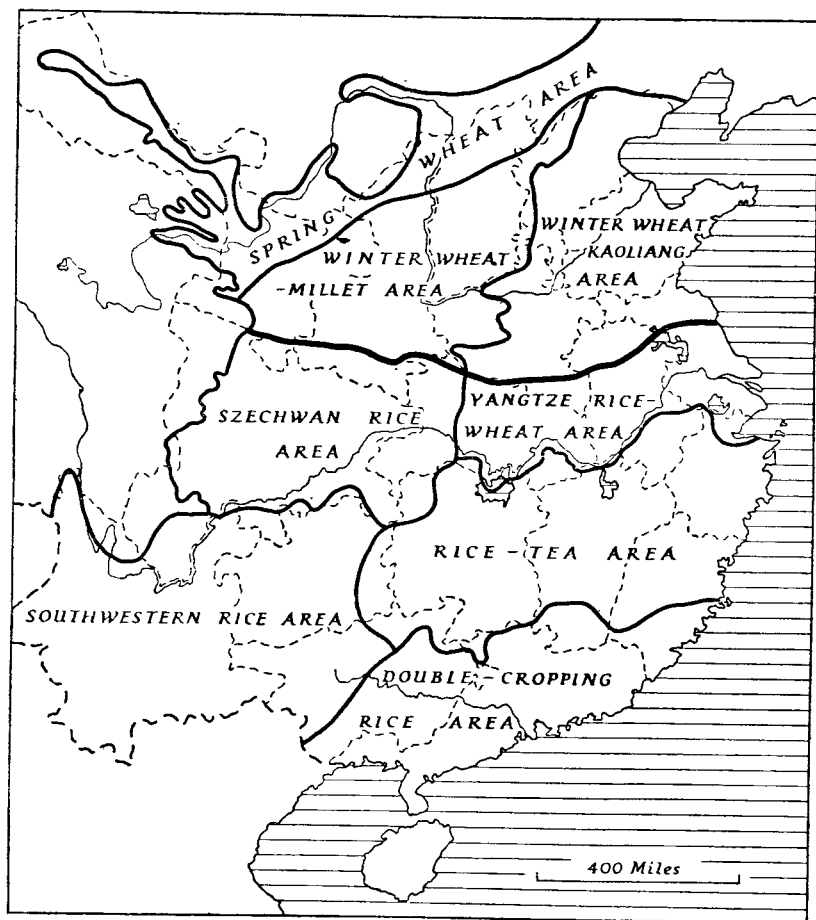 SPRING WHEAT AREA
WINTER WHEAT
-MILLET AREA
WINTER WHEAT
-KAOLIANG
AREA
SZECHWAN RICE
AREA
YANGTZE RICE-
WHEAT AREA
RICE-TEA AREA
SOUTHWESTERN RICE AREA
DOUBLE-CROPPING
RICE AREA
400 Miles